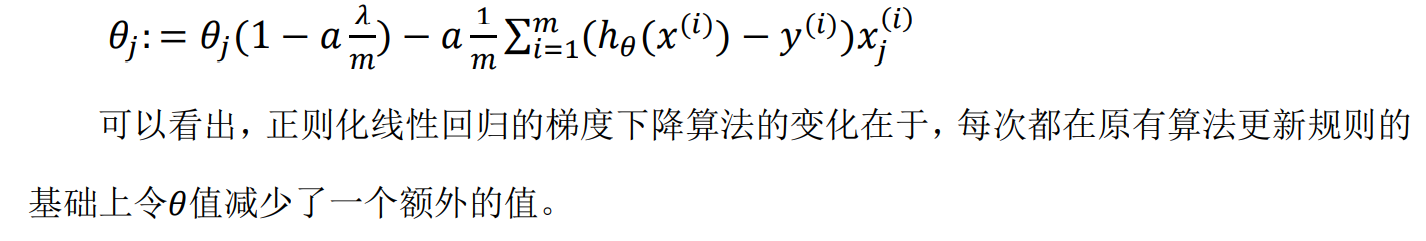 θⱼ:= θⱼ(1 − a λ/m) − a 1/m ∑ᵢ₌₁ᵐ(h_θ(x⁽ⁱ⁾) − y⁽ⁱ⁾)xⱼ⁽ⁱ⁾
可以看出，正则化线性回归的梯度下降算法的变化在于，每次都在原有算法更新规则的
基础上令θ值减少了一个额外的值。